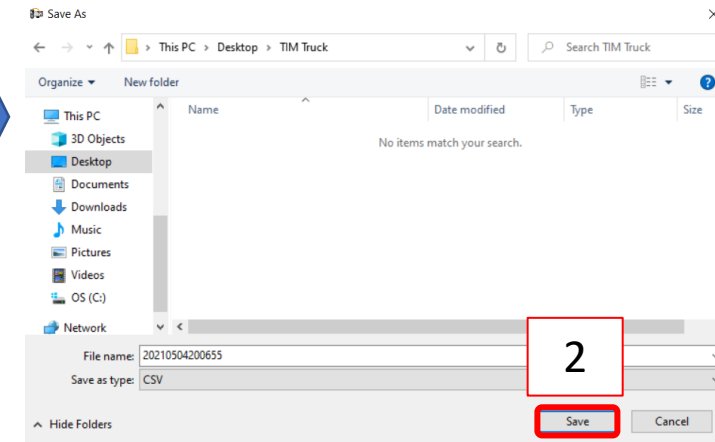 Save As
This PC > Desktop > TIM Truck
Search TIM Truck
Organize
New folder
?
Name
Date modified
Type
Size
This PC
3D Objects
Desktop
Documents
Downloads
Music
Pictures
Videos
OS (C:)
Network
No items match your search.
File name: 20210504200655
Save as type: CSV
2
Hide Folders
Save
Cancel